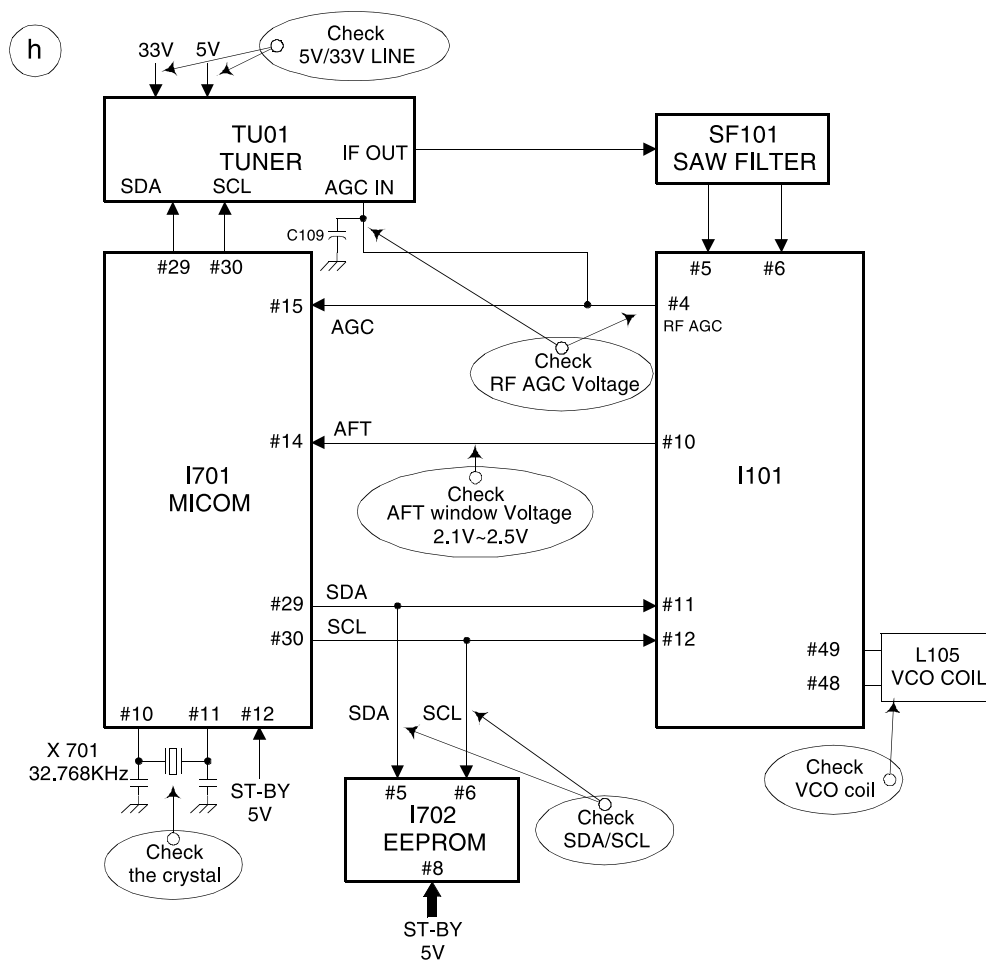 h
33V
5V
Check
5V/33V LINE
TU01
TUNER
IF OUT
SDA
SCL
AGC IN
SF101
SAW FILTER
C109
#29
#30
#5
#6
#15
AGC
#4
RF AGC
Check
RF AGC Voltage
#14
AFT
#10
I701
MICOM
Check
AFT window Voltage
2.1V~2.5V
I101
#29
SDA
#11
#30
SCL
#12
#49
#48
L105
VCO COIL
#10
#11
#12
SDA
SCL
X 701
32.768KHz
ST-BY
5V
Check
VCO coil
#5
#6
I702
EEPROM
#8
Check
SDA/SCL
Check
the crystal
ST-BY
5V